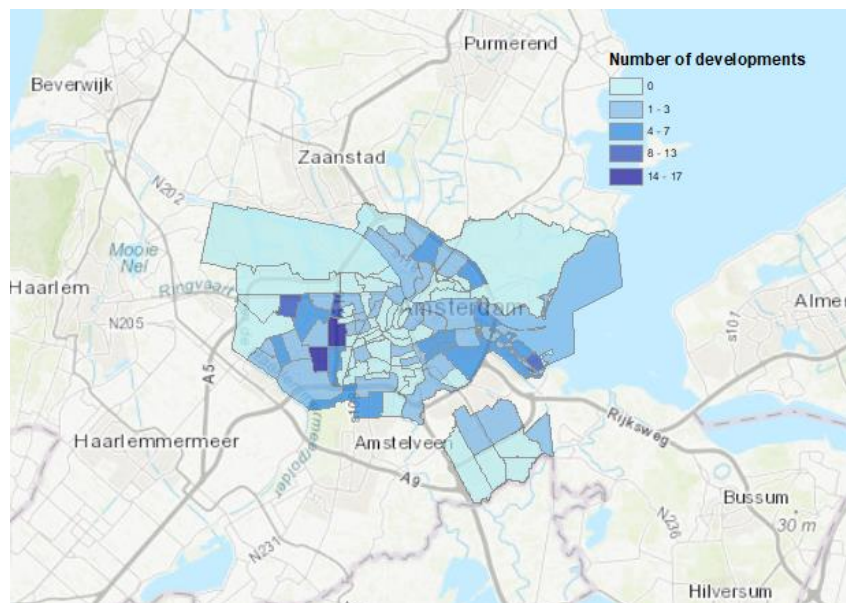 Purmerend
Number of developments
0
1 - 3
4 - 7
8 - 13
14 - 17
Beverwijk
Zaanstad
N202
Mooie
Nel
Haarlem
Ringvaart
Amsterdam
Almer
s101
N205
A5
Rijksweg
Haarlemmermeer
Amstelveen
A9
Bussum
N236
30 m
N231
Hilversum